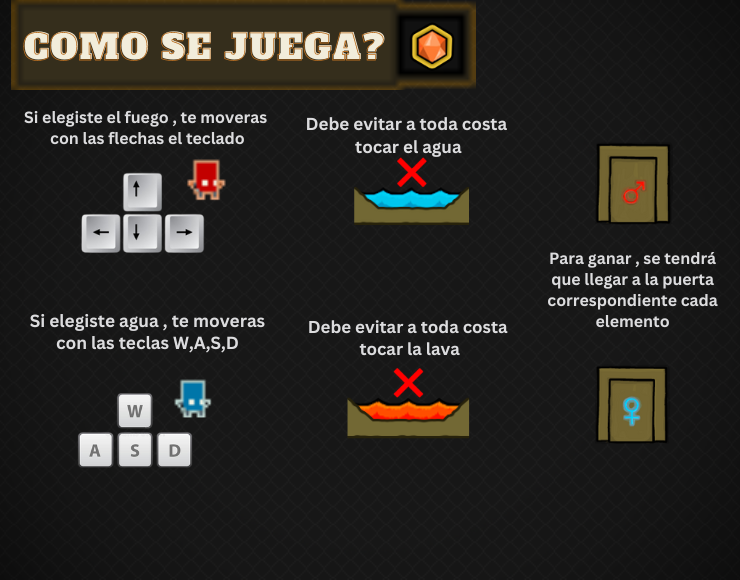 COMO SE JUEGA?
Si elegiste el fuego , te moveras
con las flechas el teclado
Debe evitar a toda costa
tocar el agua
Para ganar , se tendrá
que llegar a la puerta
correspondiente cada
elemento
Si elegiste agua , te moveras
con las teclas W,A,S,D
Debe evitar a toda costa
tocar la lava
W
A S D